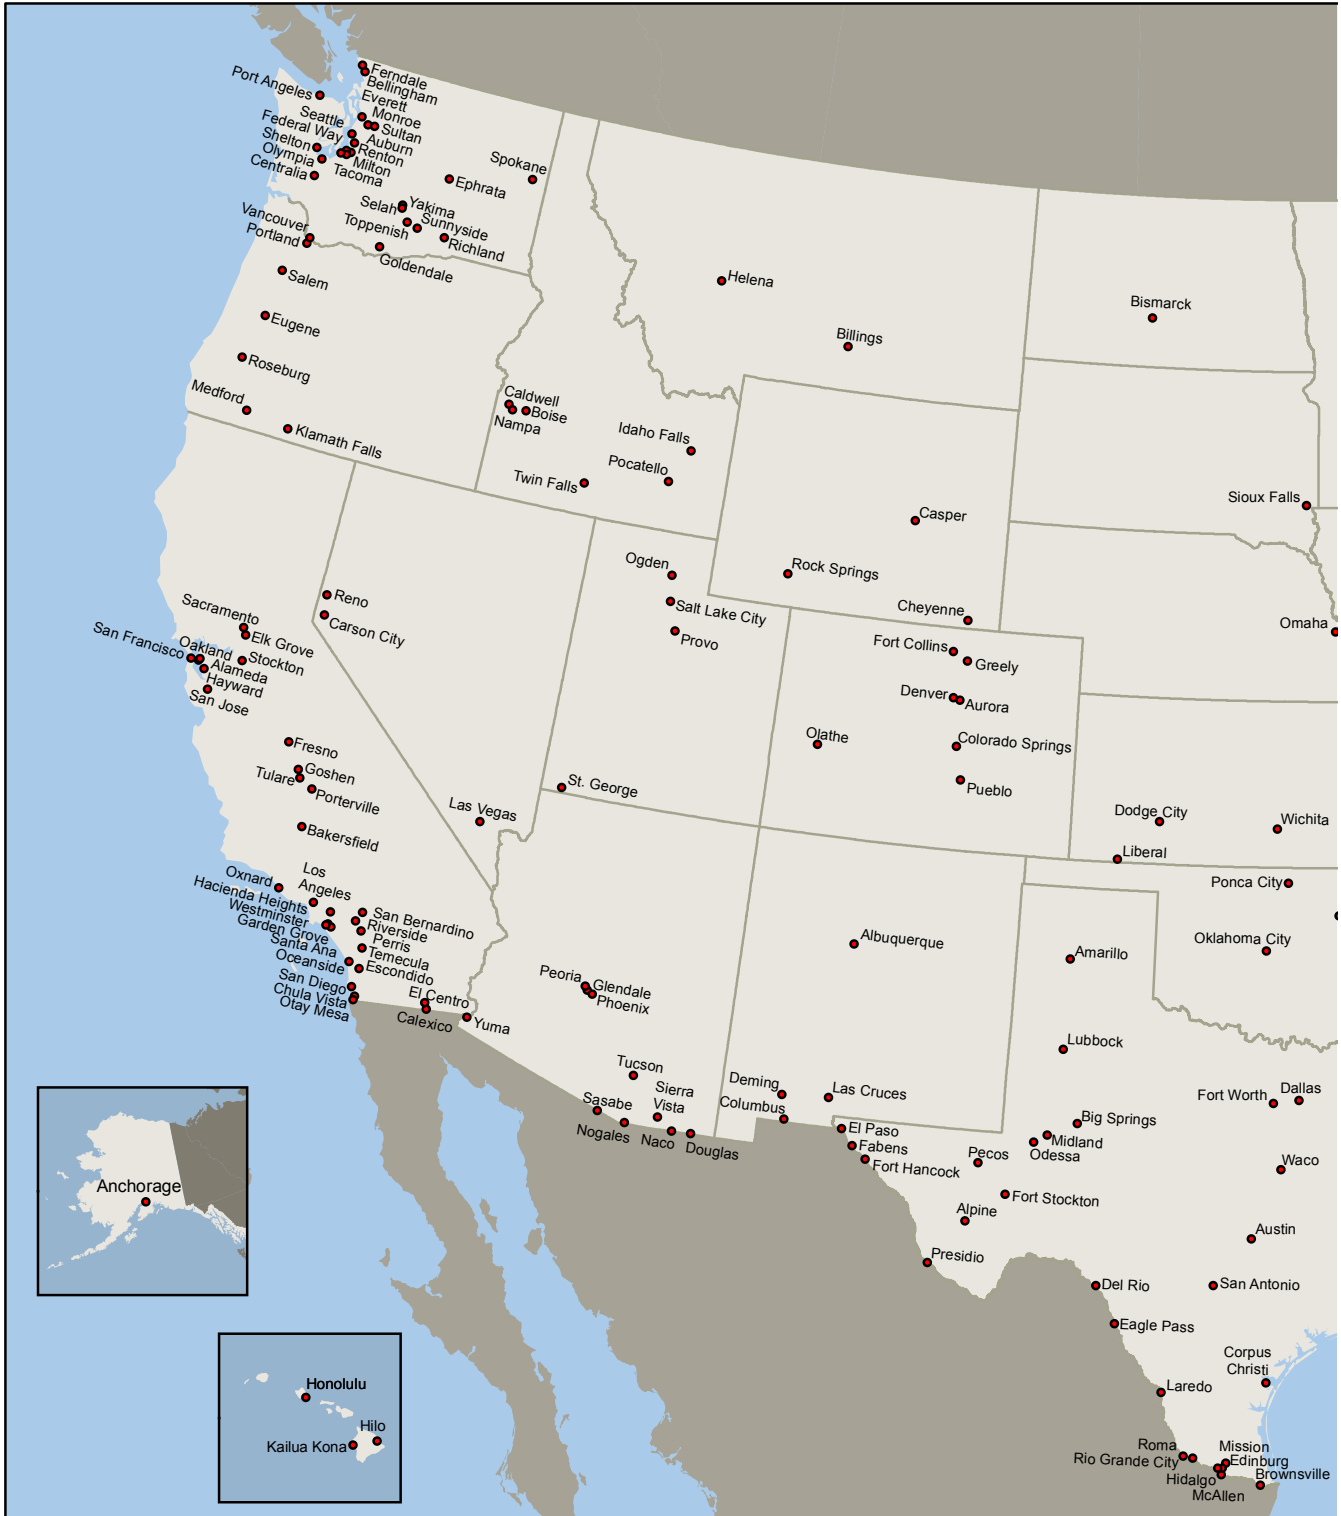 Ferndale
Bellingham
Port Angeles
Everett
Monroe
Seattle
Sultan
Federal Way
Auburn
Shelton
Renton
Olympia
Milton
Centralia
Tacoma
Spokane
Ephrata
Yakima
Selah
Sunnyside
Toppenish
Richland
Vancouver
Portland
Goldendale
Salem
Eugene
Roseburg
Medford
Klamath Falls
Helena
Billings
Bismarck
Caldwell
Boise
Nampa
Idaho Falls
Pocatello
Twin Falls
Casper
Rock Springs
Cheyenne
Sioux Falls
Omaha
Ogden
Salt Lake City
Provo
St. George
Reno
Carson City
Las Vegas
Sacramento
Elk Grove
San Francisco
Oakland
Stockton
Alameda
Hayward
San Jose
Fresno
Goshen
Tulare
Porterville
Bakersfield
Los
Angeles
Oxnard
Hacienda Heights
Westminster
Garden Grove
Santa Ana
Oceanside
San Bernardino
Riverside
Perris
Temecula
Escondido
San Diego
Chula Vista
Otay Mesa
El Centro
Calexico
Yuma
Fort Collins
Greely
Denver
Aurora
Olathe
Colorado Springs
Pueblo
Dodge City
Wichita
Liberal
Ponca City
Oklahoma City
Albuquerque
Amarillo
Peoria
Glendale
Phoenix
Tucson
Sierra
Vista
Sasabe
Nogales
Naco
Douglas
Deming
Las Cruces
Columbus
Lubbock
Fort Worth
Dallas
Big Springs
El Paso
Midland
Odessa
Fabens
Fort Hancock
Pecos
Waco
Fort Stockton
Alpine
Austin
Presidio
Del Rio
San Antonio
Eagle Pass
Corpus
Christi
Laredo
Roma
Rio Grande City
Mission
Edinburg
Hidalgo
McAllen
Brownsville
Anchorage
Honolulu
Hilo
Kailua Kona